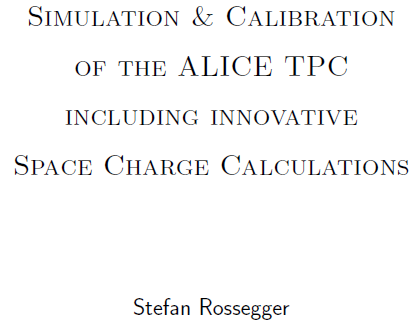 Simulation & Calibration
of the ALICE TPC
including innovative
Space Charge Calculations
Stefan Rossegger